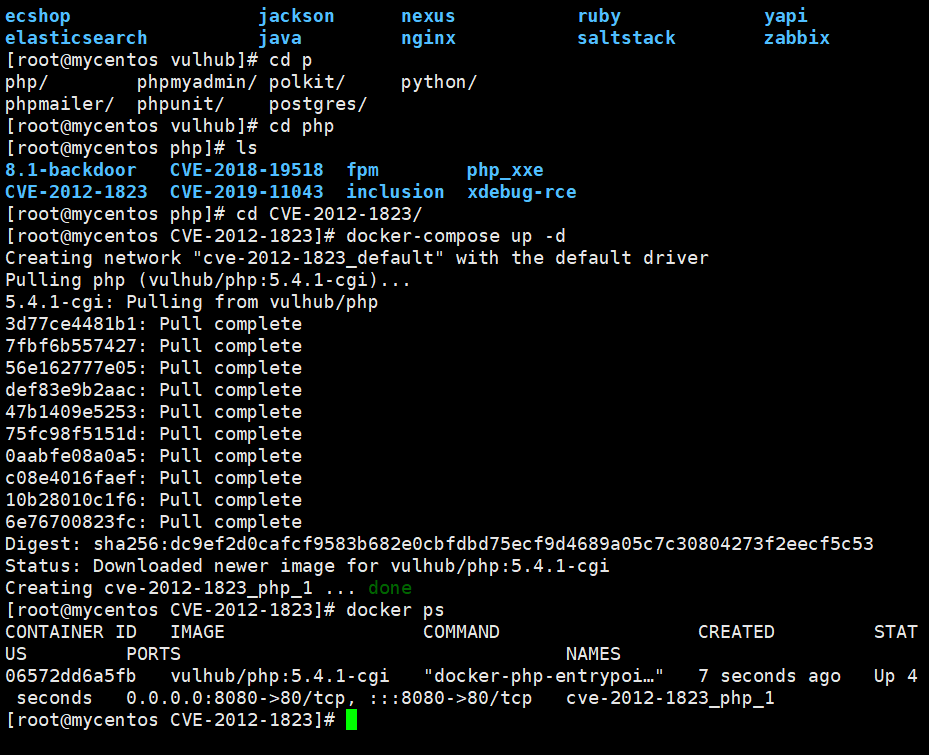 ecshop jackson nexus ruby yapi
elasticsearch java nginx saltstack zabbix
[root@mycentos vulhub]# cd p
php/ phpmyadmin/ polkit/ python/
phpmailer/ phpunit/ postgres/
[root@mycentos vulhub]# cd php
[root@mycentos php]# ls
8.1-backdoor CVE-2018-19518 fpm php_xxe
CVE-2012-1823 CVE-2019-11043 inclusion xdebug-rce
[root@mycentos php]# cd CVE-2012-1823/
[root@mycentos CVE-2012-1823]# docker-compose up -d
Creating network "cve-2012-1823_default" with the default driver
Pulling php (vulhub/php:5.4.1-cgi)...
5.4.1-cgi: Pulling from vulhub/php
3d77ce4481b1: Pull complete
7fbf6b557427: Pull complete
56e162777e05: Pull complete
def83e9b2aac: Pull complete
47b1409e5253: Pull complete
75fc98f5151d: Pull complete
0aabfe08a0a5: Pull complete
c08e4016faef: Pull complete
10b28010c1f6: Pull complete
6e76700823fc: Pull complete
Digest: sha256:dc9ef2d0cafcf9583b682e0cbfdbd75ecf9d4689a05c7c30804273f2eecf5c53
Status: Downloaded newer image for vulhub/php:5.4.1-cgi
Creating cve-2012-1823_php_1 ... done
[root@mycentos CVE-2012-1823]# docker ps
CONTAINER ID IMAGE COMMAND CREATED STAT
US PORTS NAMES
06572dd6a5fb vulhub/php:5.4.1-cgi "docker-php-entrypoi…" 7 seconds ago Up 4
seconds 0.0.0.0:8080->80/tcp, :::8080->80/tcp cve-2012-1823_php_1
[root@mycentos CVE-2012-1823]#